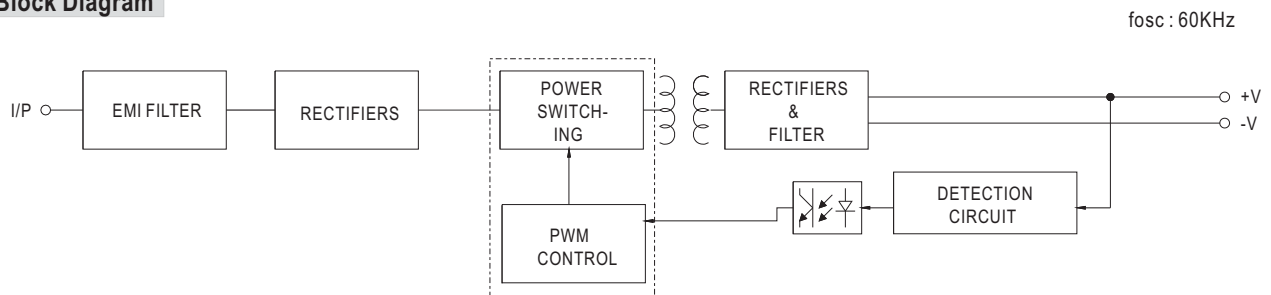 Block Diagram
fosc : 60KHz
I/P
EMI FILTER
RECTIFIERS
POWER
SWITCH-
ING
RECTIFIERS
&
FILTER
+V
-V
PWM
CONTROL
DETECTION
CIRCUIT